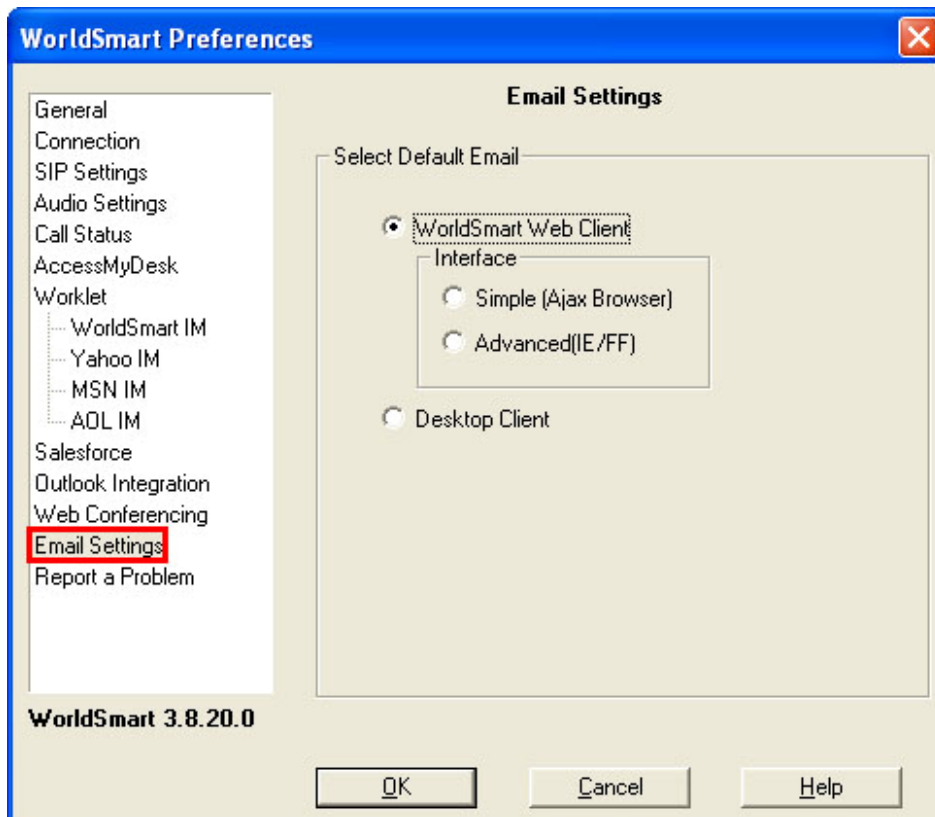 WorldSmart Preferences
General
Connection
SIP Settings
Audio Settings
Call Status
AccessMyDesk
Worklet
WorldSmart IM
Yahoo IM
MSN IM
AOL IM
Salesforce
Outlook Integration
Web Conferencing
Email Settings
Report a Problem
WorldSmart 3.8.20.0
Email Settings
Select Default Email
WorldSmart Web Client
Interface
Simple (Ajax Browser)
Advanced(IE/FF)
Desktop Client
OK
Cancel
Help